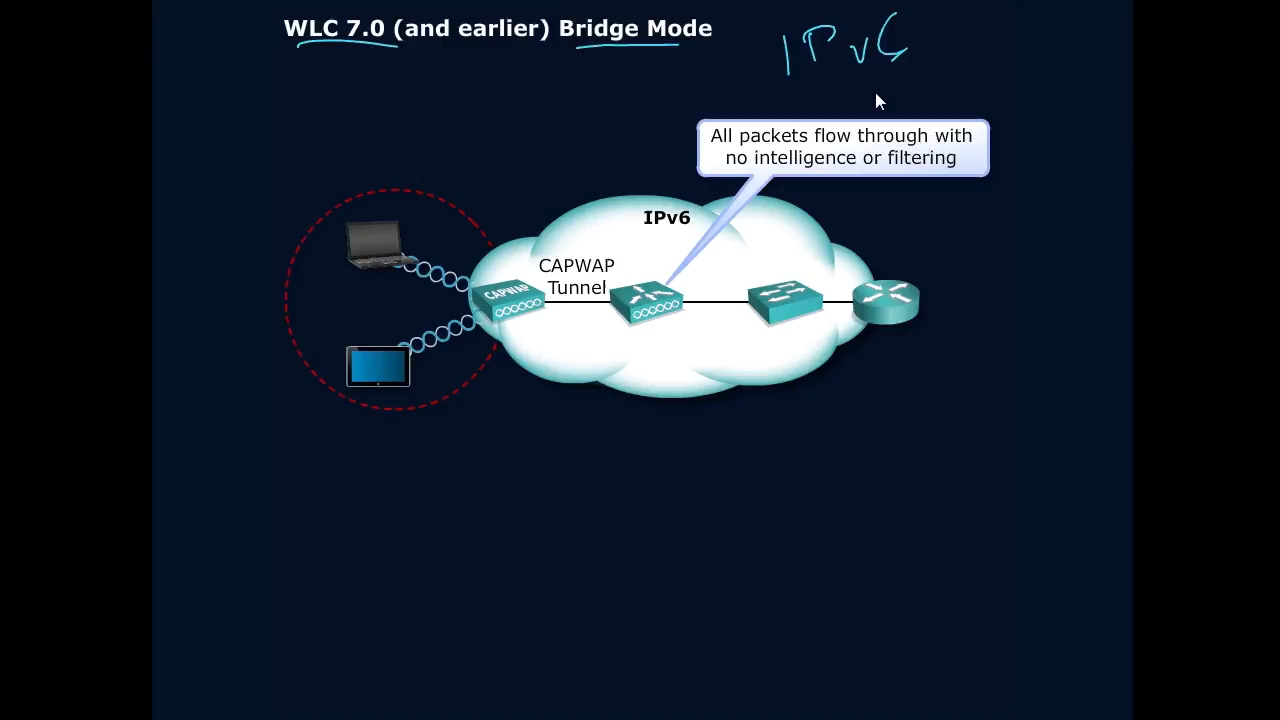 WLC 7.0 (and earlier) Bridge Mode
IPv6
All packets flow through with
no intelligence or filtering
IPv6
CAPWAP
Tunnel
CAPWAP